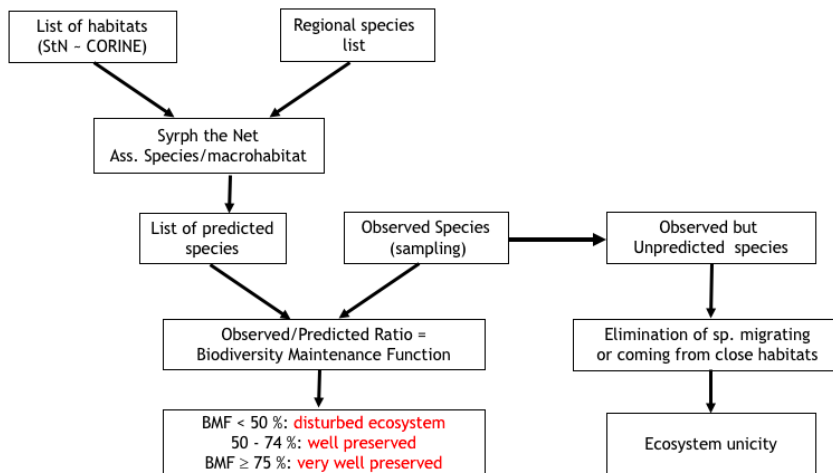 List of habitats
(StN – CORINE)
Regional species
list
Syrph the Net
Ass. Species/macrohabitat
List of predicted
species
Observed Species
(sampling)
Observed but
Unpredicted species
Observed/Predicted Ratio =
Biodiversity Maintenance Function
Elimination of sp. migrating
or coming from close habitats
BMF < 50 %: disturbed ecosystem
50 - 74 %: well preserved
BMF ≥ 75 %: very well preserved
Ecosystem unicity